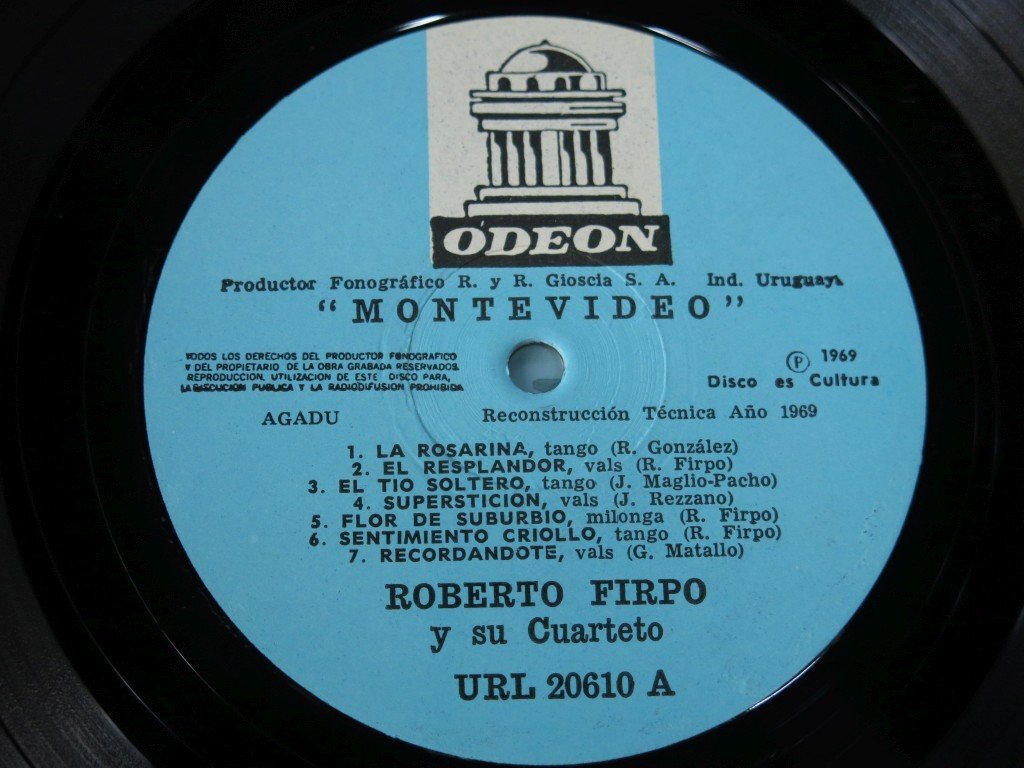 ODEON
Productor Fonográfico R. y R. Gioscia S. A. Ind. Uruguaya
"MONTEVIDEO"
TODOS LOS DERECHOS DEL PRODUCTOR FONOGRAFICO
Y DEL PROPIETARIO DE LA OBRA GRABADA RESERVADOS.
REPRODUCCION, UTILIZACION DE ESTE DISCO PARA,
LA EJECUCION PUBLICA Y LA RADIODIFUSION PROHIBIDA
Ⓟ 1969
Disco es Cultura
AGADU
Reconstrucción Técnica Año 1969
1. LA ROSARINA, tango (R. González)
2. EL RESPLANDOR, vals (R. Firpo)
3. EL TIO SOLTERO, tango (J. Maglio-Pacho)
4. SUPERSTICION, vals (J. Rezzano)
5. FLOR DE SUBURBIO, milonga (R. Firpo)
6. SENTIMIENTO CRIOLLO, tango (R. Firpo)
7. RECORDANDOTE, vals (G. Matallo)
ROBERTO FIRPO
y su Cuarteto
URL 20610 A